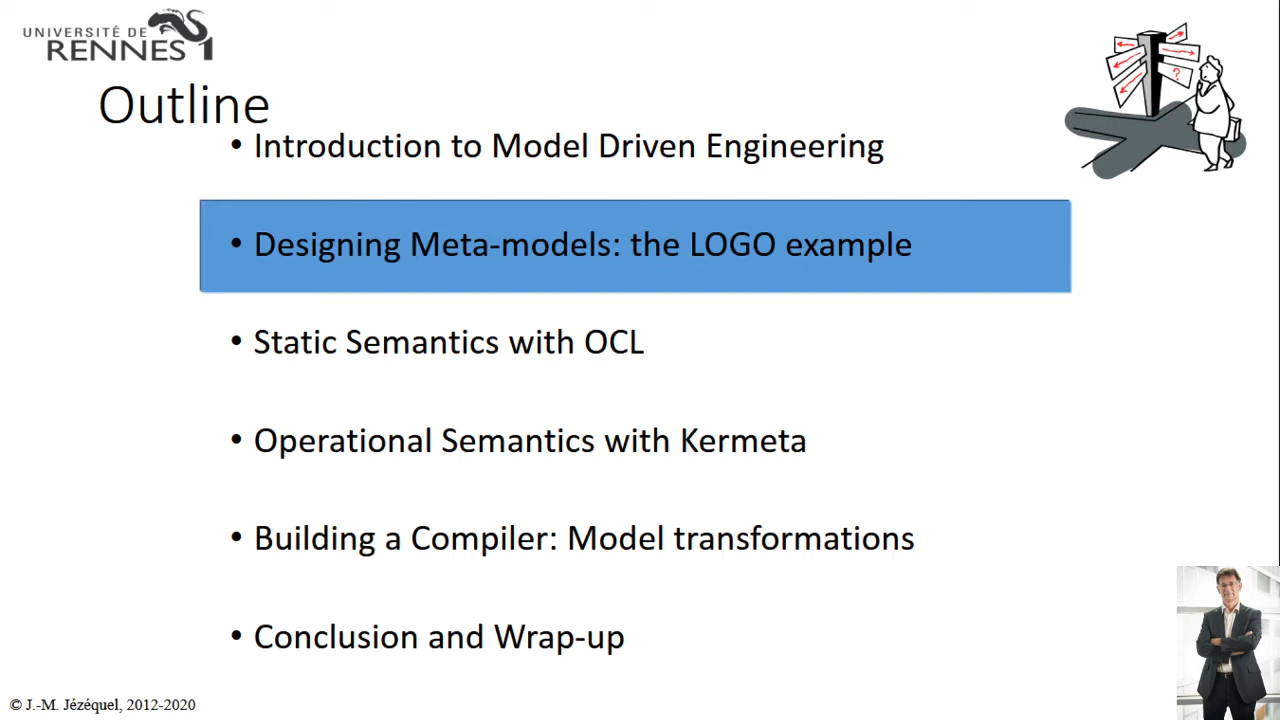 UNIVERSITÉ DE
RENNES 1
Outline
• Introduction to Model Driven Engineering
• Designing Meta-models: the LOGO example
• Static Semantics with OCL
• Operational Semantics with Kermeta
• Building a Compiler: Model transformations
• Conclusion and Wrap-up
?
© J.-M. Jézéquel, 2012-2020